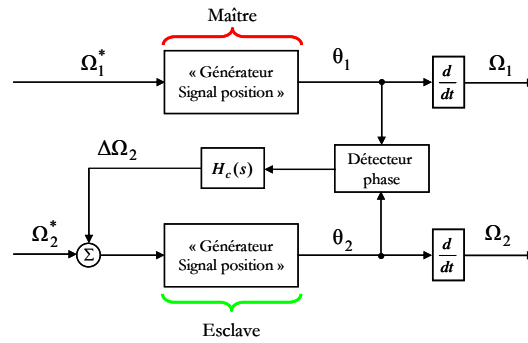 Maître
Ω₁*
« Générateur
Signal position »
θ₁
d
dt
Ω₁
ΔΩ₂
H_c(s)
Détecteur
phase
Ω₂*
Σ
« Générateur
Signal position »
θ₂
d
dt
Ω₂
Esclave